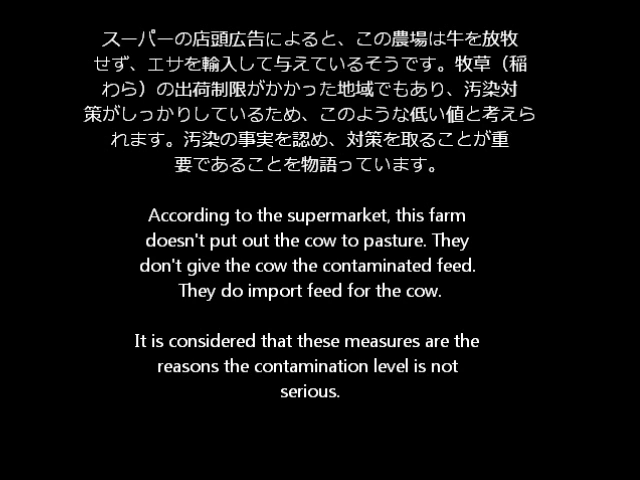 スーパーの店頭広告によると、この農場は牛を放牧
せず、エサを輸入して与えているそうです。牧草（稲
わら）の出荷制限がかかった地域でもあり、汚染対
策がしっかりしているため、このような低い値と考えら
れます。汚染の事実を認め、対策を取ることが重
要であることを物語っています。
According to the supermarket, this farm
doesn't put out the cow to pasture. They
don't give the cow the contaminated feed.
They do import feed for the cow.
It is considered that these measures are the
reasons the contamination level is not
serious.